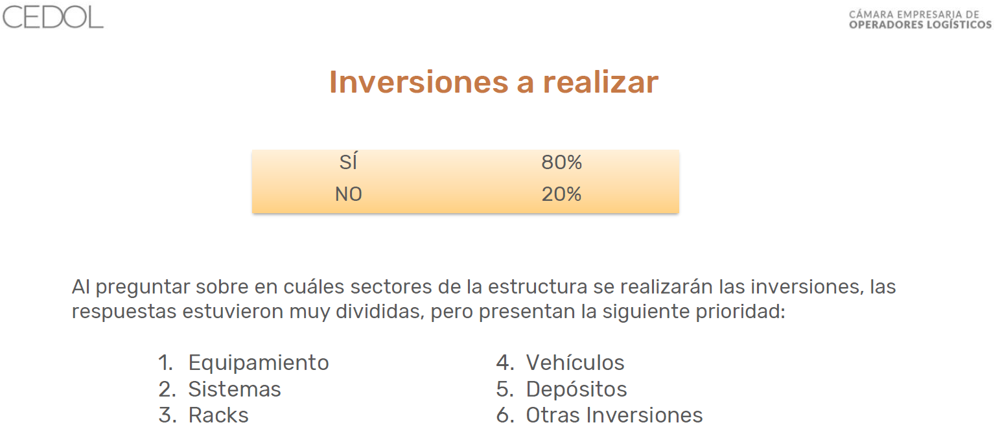 CEDOL
CÁMARA EMPRESARIA DE
OPERADORES LOGÍSTICOS
Inversiones a realizar
SÍ 80%
NO 20%
Al preguntar sobre en cuáles sectores de la estructura se realizarán las inversiones, las
respuestas estuvieron muy divididas, pero presentan la siguiente prioridad:
1. Equipamiento
2. Sistemas
3. Racks
4. Vehículos
5. Depósitos
6. Otras Inversiones